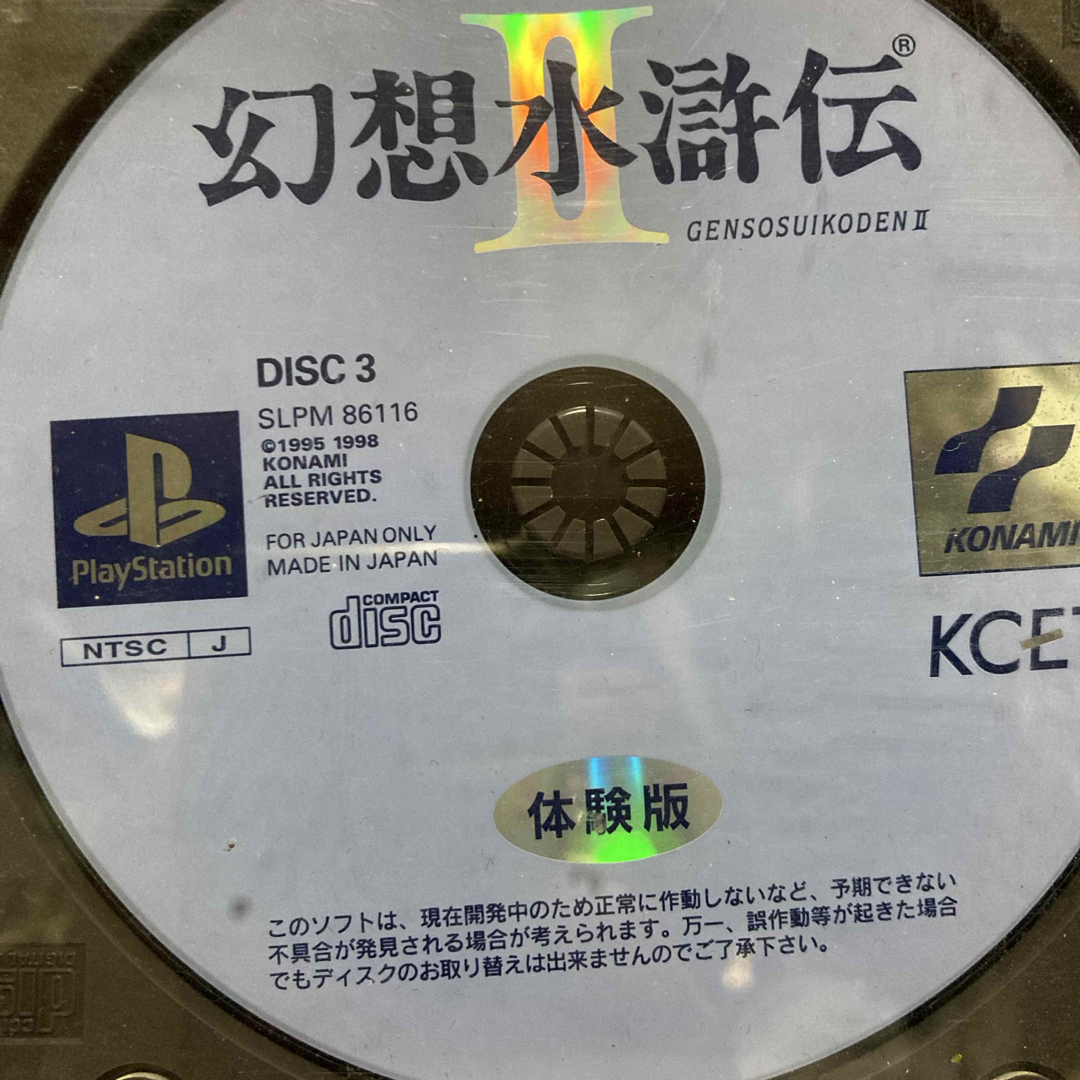 II
幻想水滸伝®
GENSOSUIKODEN II
DISC 3
SLPM 86116
©1995 1998
KONAMI
ALL RIGHTS
RESERVED.
FOR JAPAN ONLY
MADE IN JAPAN
PlayStation
NTSC J
COMPACT
disc
KONAMI
KCE
体験版
このソフトは、現在開発中のため正常に作動しないなど、予期できない
不具合が発見される場合が考えられます。万一、誤作動等が起きた場合
でもディスクのお取り替えは出来ませんのでご了承下さい。